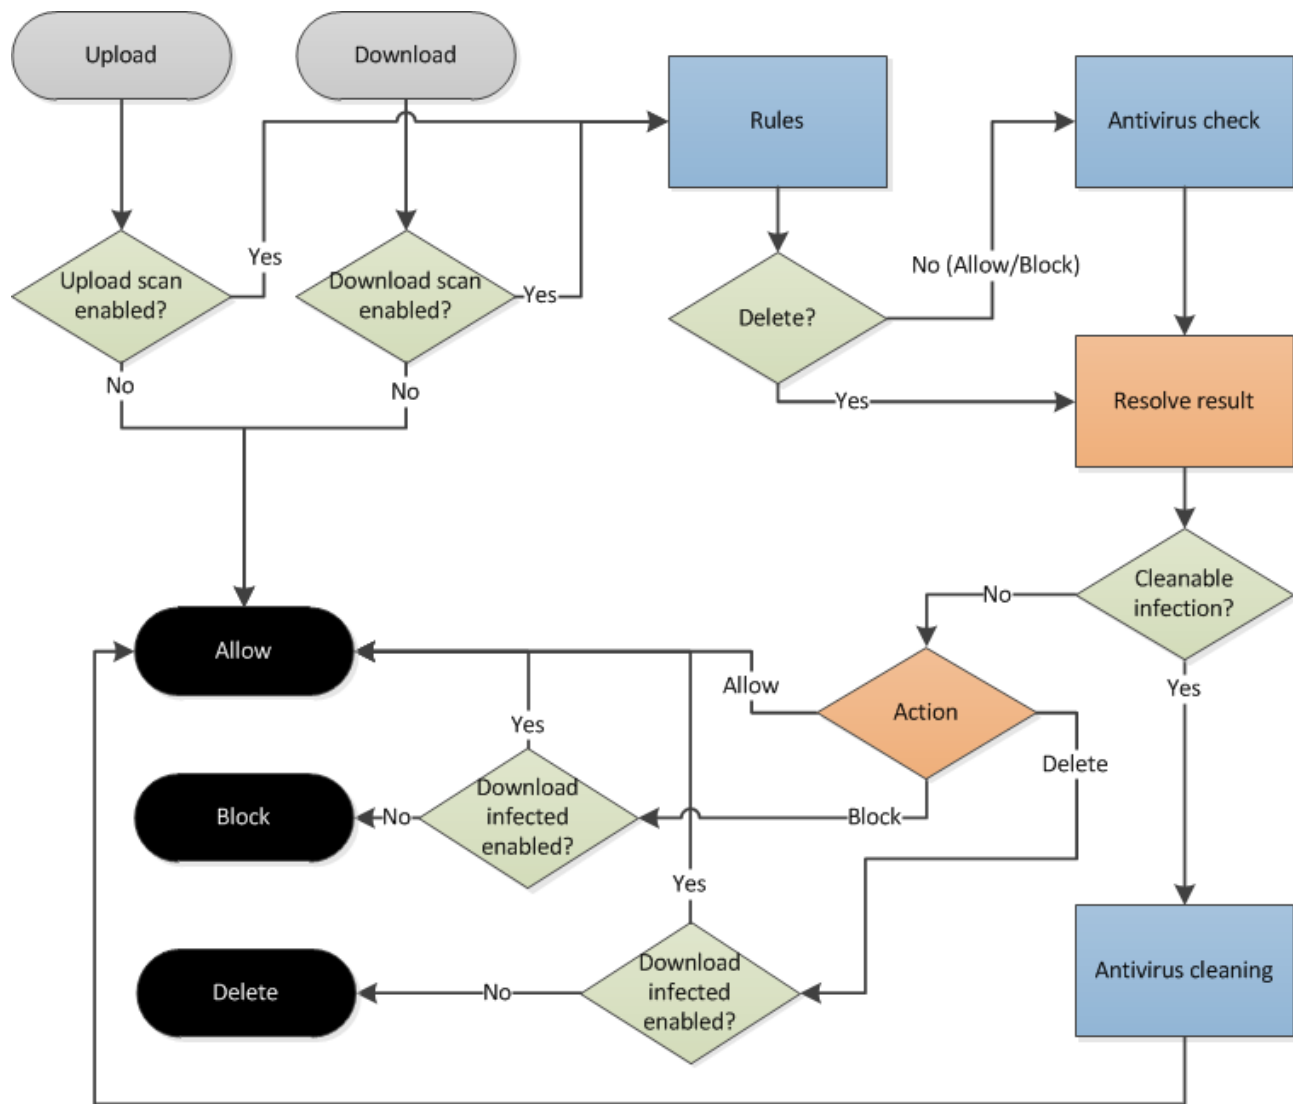 Upload
Download
Rules
Antivirus check
Yes
No (Allow/Block)
Upload scan
enabled?
Download scan
enabled?
Yes
Delete?
No
No
Yes
Resolve result
Cleanable
infection?
No
Allow
Allow
Action
Yes
Yes
Delete
Block
No
Download
infected
enabled?
Block
Yes
Delete
No
Download
infected
enabled?
Antivirus cleaning